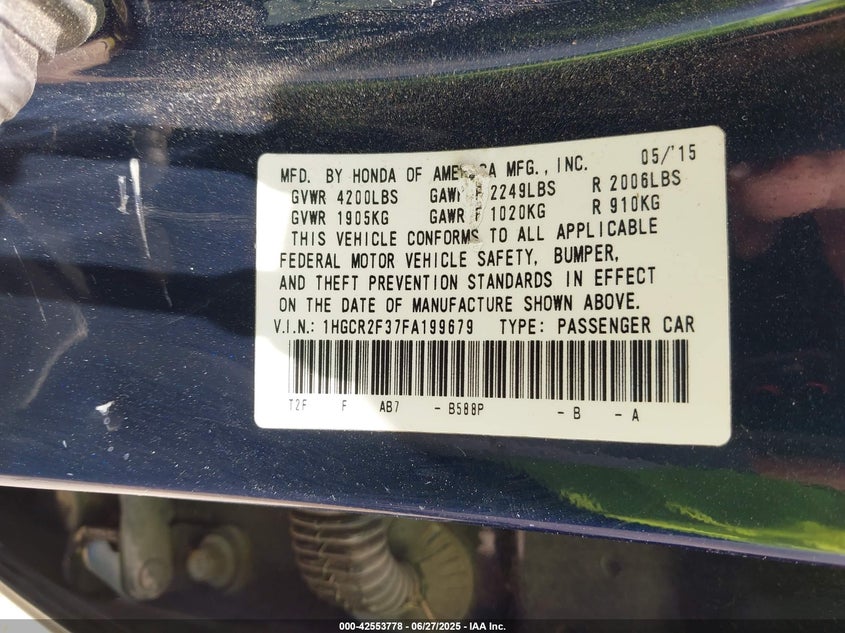 MFD. BY HONDA OF AMERICA MFG., INC. 05/'15
GVWR 4200LBS GAWR F 2249LBS R 2006LBS
GVWR 1905KG GAWR F 1020KG R 910KG
THIS VEHICLE CONFORMS TO ALL APPLICABLE
FEDERAL MOTOR VEHICLE SAFETY, BUMPER,
AND THEFT PREVENTION STANDARDS IN EFFECT
ON THE DATE OF MANUFACTURE SHOWN ABOVE.
V.I.N.: 1HGCR2F37FA199679 TYPE: PASSENGER CAR
T2F F AB7 - B588P - B - A
000-42553778 - 06/27/2025 - IAA Inc.